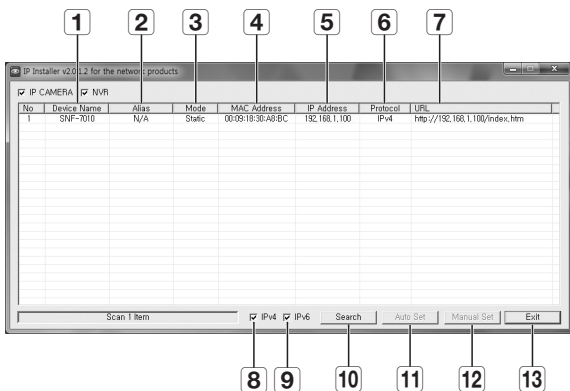 1 2 3 4 5 6 7
IP Installer v2.0.1.2 for the network products
IP CAMERA NVR
No Device Name Alias Mode MAC Address IP Address Protocol URL
1 SNF-7010 N/A Static 00:09:18:30:A8:BC 192,168,1,100 IPv4 http://192,168,1,100/index,htm
Scan 1 Item IPv4 IPv6 Search Auto Set Manual Set Exit
8 9 10 11 12 13